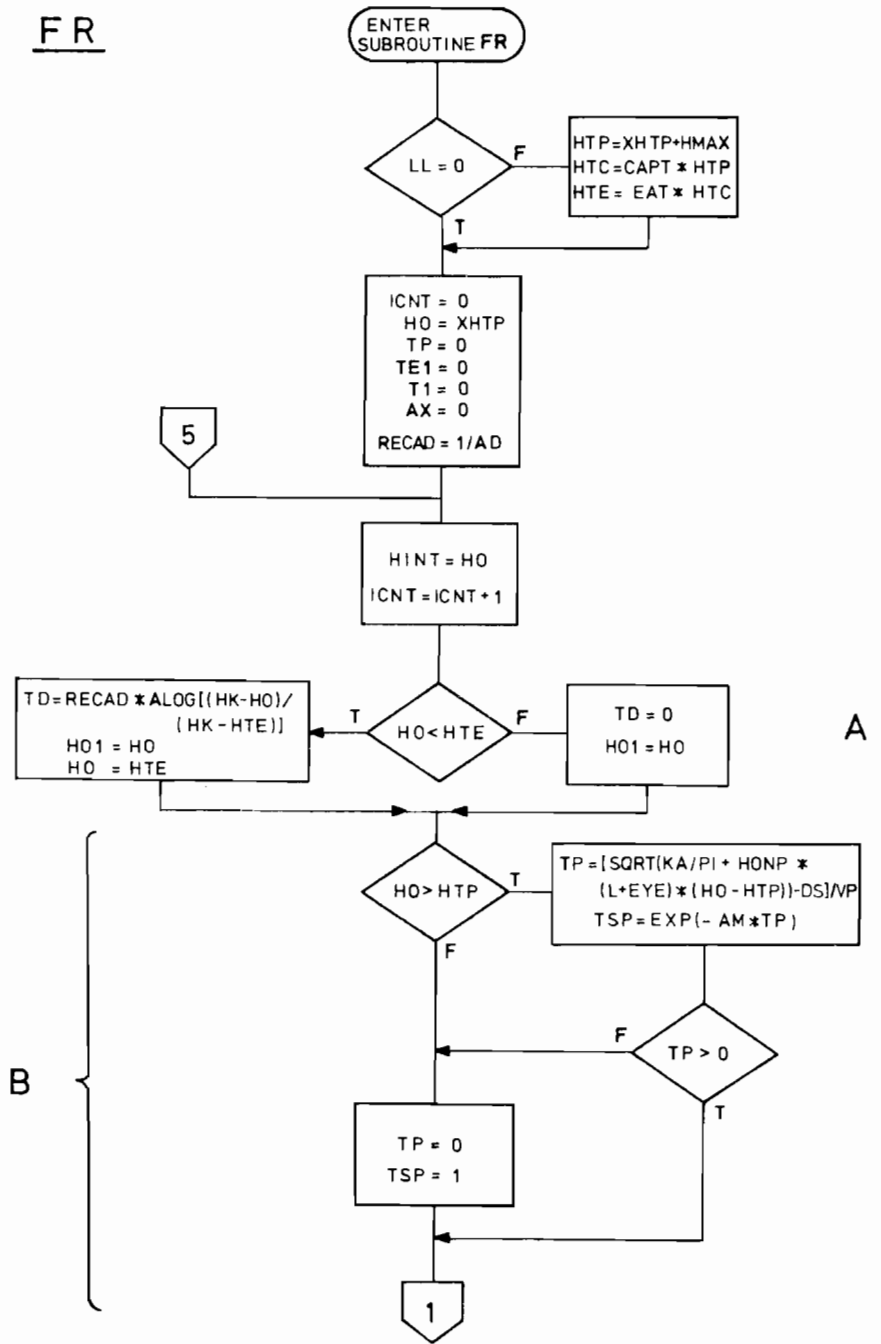 FR
ENTER
SUBROUTINE FR
LL = 0
F
T
HTP=XHTP+HMAX
HTC=CAPT * HTP
HTE= EAT * HTC
ICNT = 0
HO = XHTP
TP = 0
TE1 = 0
T1 = 0
AX = 0
RECAD = 1/AD
5
HINT = HO
ICNT = ICNT + 1
TD=RECAD * ALOG[(HK-HO)/
(HK-HTE)]
HO1 = HO
HO = HTE
T
HO < HTE
F
TD = 0
HO1 = HO
A
HO > HTP
T
F
TP = [SQRT(KA/PI + HONP *
(L+EYE) * (HO-HTP))-DS]/VP
TSP = EXP(- AM * TP)
F
TP > 0
T
B
TP = 0
TSP = 1
1